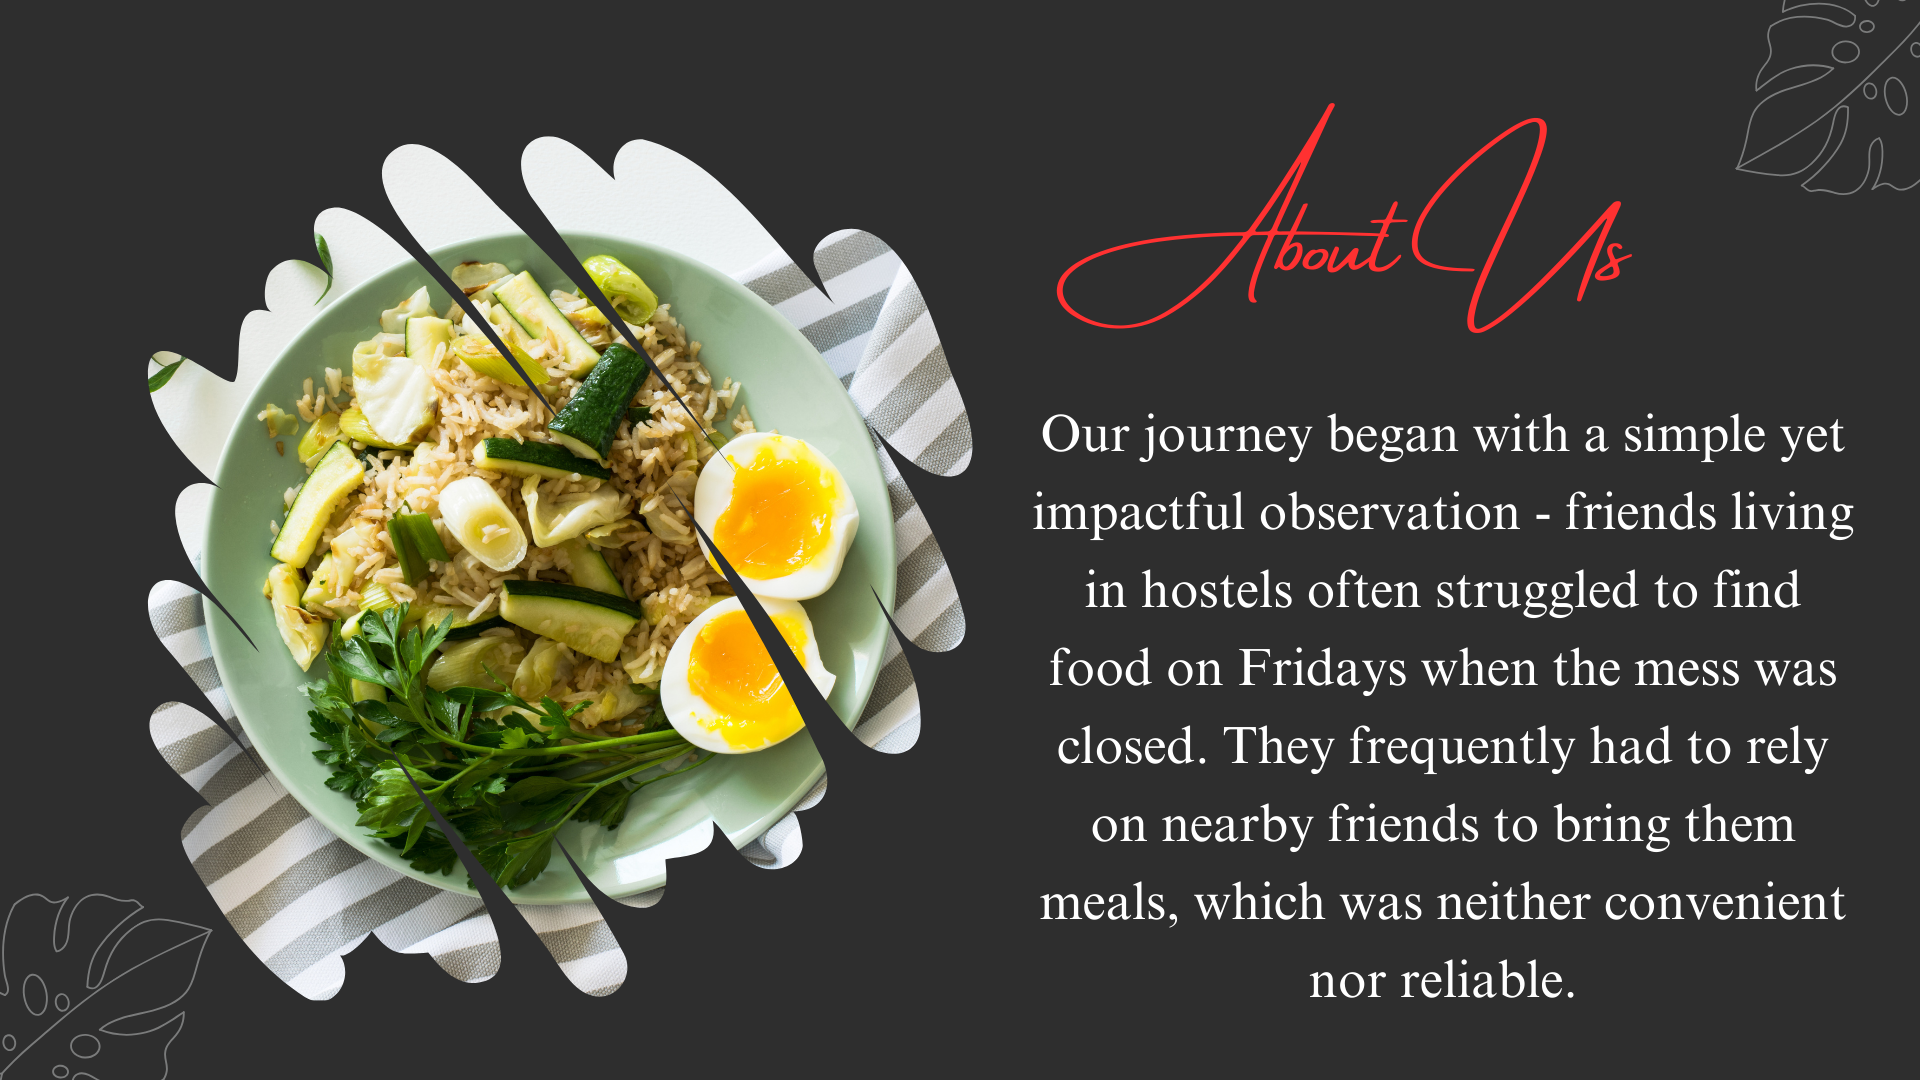 About Us
Our journey began with a simple yet
impactful observation - friends living
in hostels often struggled to find
food on Fridays when the mess was
closed. They frequently had to rely
on nearby friends to bring them
meals, which was neither convenient
nor reliable.